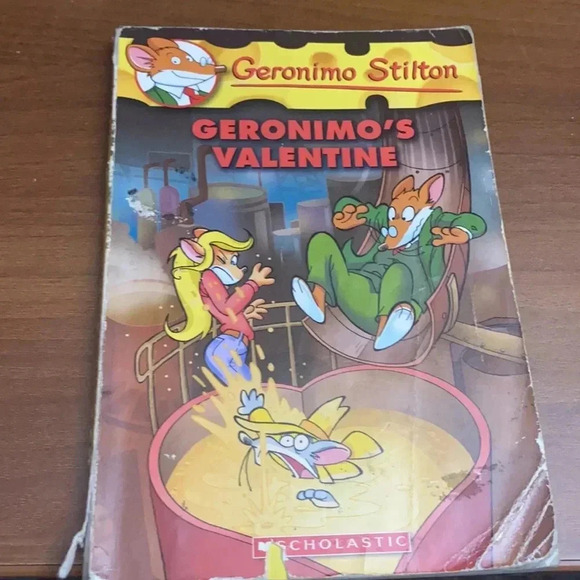 Geronimo Stilton
GERONIMO'S
VALENTINE
SCHOLASTIC